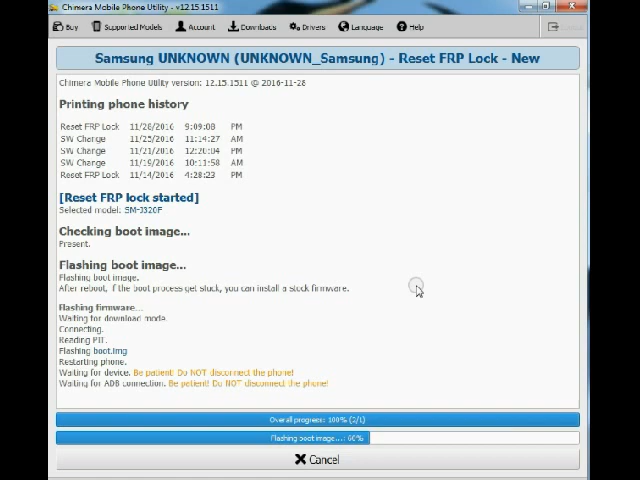 Chimera Mobile Phone Utility - v12.15.1511
Buy Supported Models Account Downloads Drivers Language Help
Samsung UNKNOWN (UNKNOWN_Samsung) - Reset FRP Lock - New
Chimera Mobile Phone Utility version: 12.15.1511 @ 2016-11-28
Printing phone history
Reset FRP Lock 11/28/2016 9:09:08 PM
SW Change 11/25/2016 11:14:27 AM
SW Change 11/21/2016 12:20:04 PM
SW Change 11/19/2016 10:11:58 AM
Reset FRP Lock 11/14/2016 4:28:23 PM
[Reset FRP lock started]
Selected model: SM-J320F
Checking boot image...
Present.
Flashing boot image...
Flashing boot image.
After reboot, if the boot process get stuck, you can install a stock firmware.
Flashing firmware...
Waiting for download mode.
Connecting.
Reading PIT.
Flashing boot.img
Restarting phone.
Waiting for device. Be patient! Do NOT disconnect the phone!
Waiting for ADB connection. Be patient! Do NOT disconnect the phone!
Overall progress: 100% (2/1)
Flashing boot image...: 60%
Cancel